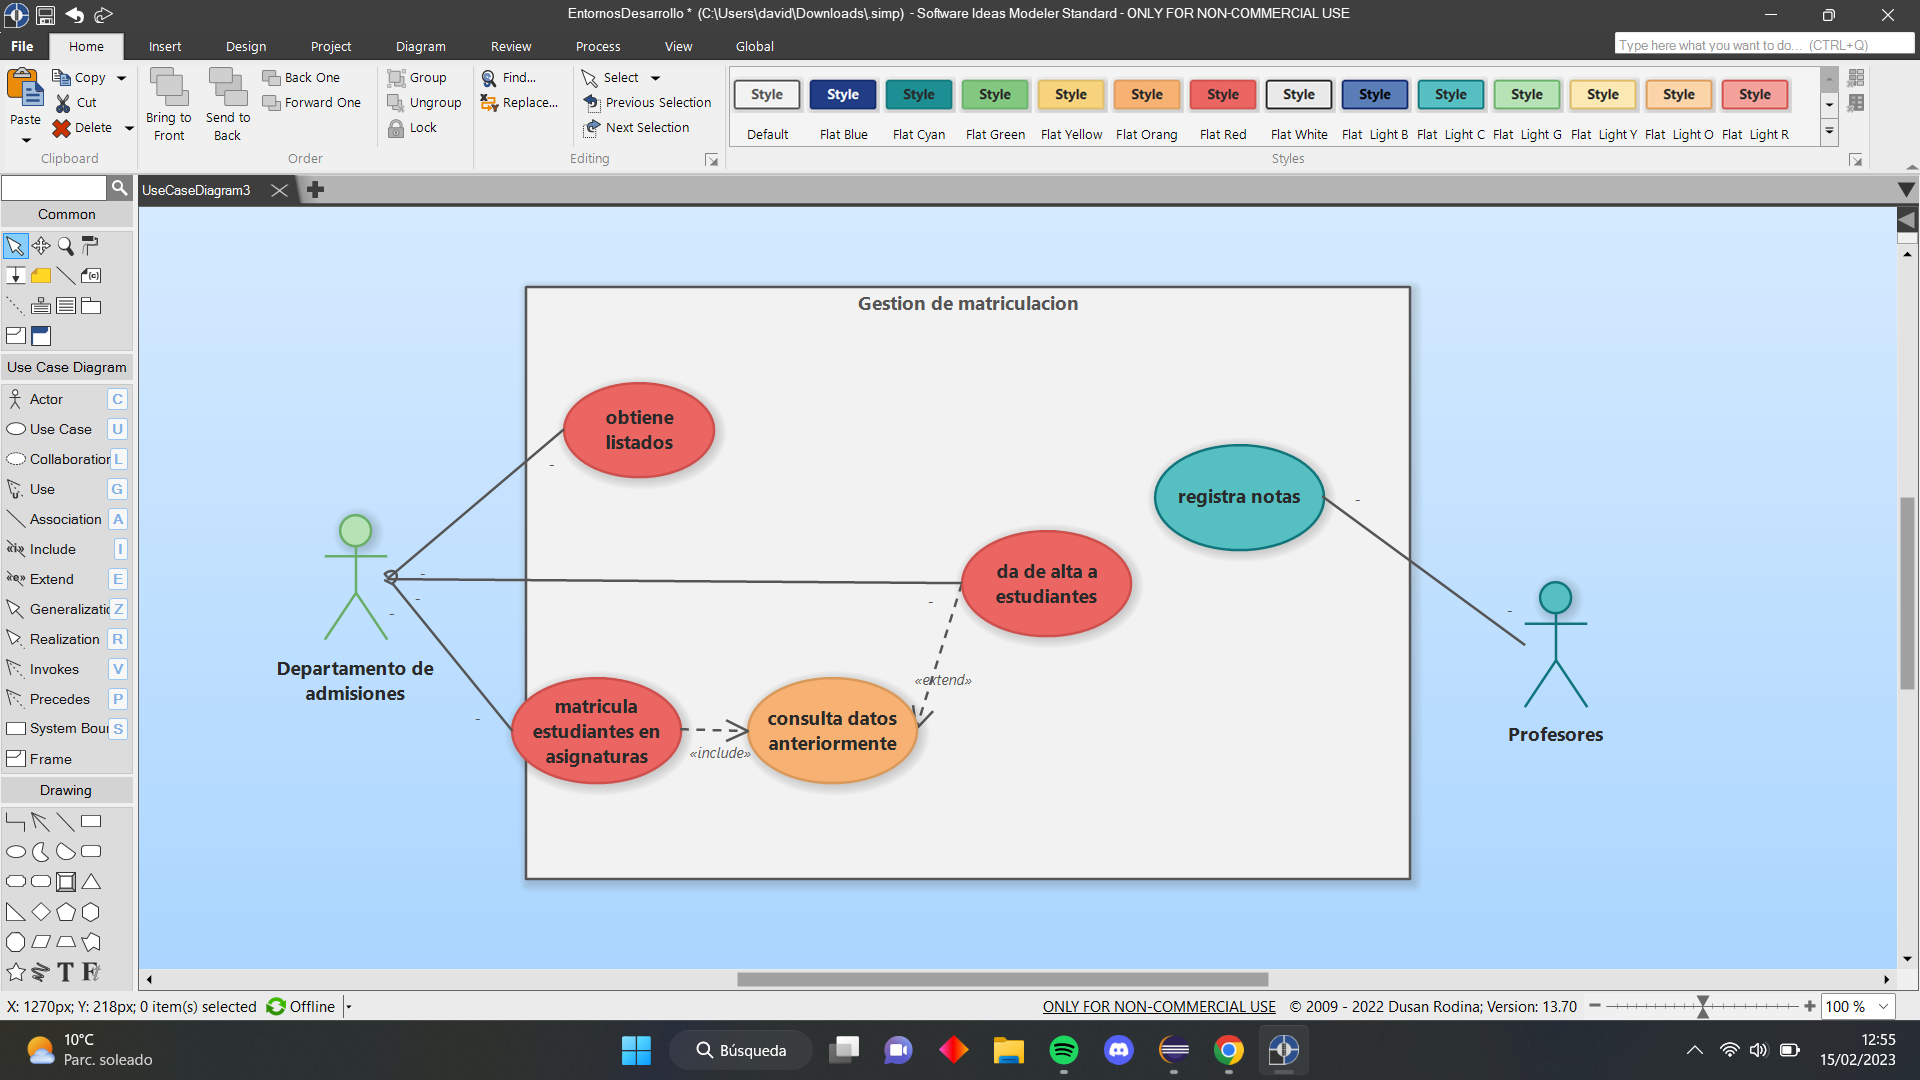 EntornosDesarrollo * (C:\Users\david\Downloads\.simp) - Software Ideas Modeler Standard - ONLY FOR NON-COMMERCIAL USE
File Home Insert Design Project Diagram Review Process View Global
Type here what you want to do... (CTRL+Q)
Paste
Copy
Cut
Delete
Clipboard
Bring to
Front
Send to
Back
Back One
Forward One
Order
Group
Ungroup
Lock
Find...
Replace...
Select
Previous Selection
Next Selection
Editing
Style Style Style Style Style Style Style Style Style Style Style Style Style Style
Default Flat Blue Flat Cyan Flat Green Flat Yellow Flat Orang Flat Red Flat White Flat Light B Flat Light C Flat Light G Flat Light Y Flat Light O Flat Light R
Styles
UseCaseDiagram3
Common
Use Case Diagram
Actor C
Use Case U
Collaboration L
Use G
Association A
Include I
Extend E
Generalizatic Z
Realization R
Invokes V
Precedes P
System Bou S
Frame
Drawing
Gestion de matriculacion
obtiene
listados
registra notas
da de alta a
estudiantes
Departamento de
admisiones
«extend»
matricula
estudiantes en
asignaturas
«include»
consulta datos
anteriormente
Profesores
X: 1270px; Y: 218px; 0 item(s) selected Offline
ONLY FOR NON-COMMERCIAL USE © 2009 - 2022 Dusan Rodina; Version: 13.70
100 %
10°C
Parc. soleado
Búsqueda
12:55
15/02/2023